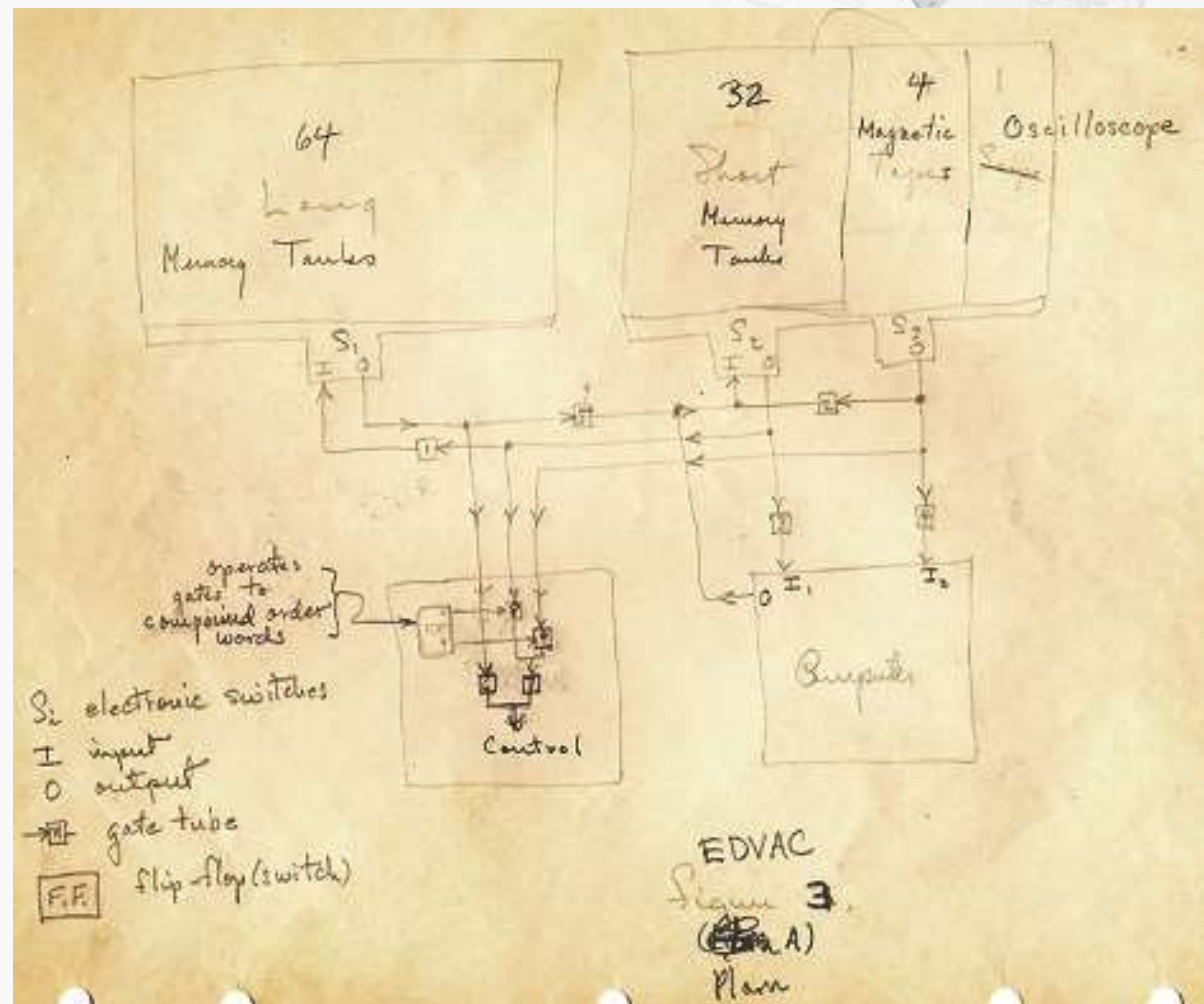 64
Long
Memory Tanks
32
Short
Memory
Tanks
4
Magnetic
Tapes
1
Oscilloscope
S₁
I O
S₂
I O
S₃
O
1
2
O I₁ I₂
Computer
operates
gates to
compound order
words
Control
Sᵢ electronic switches
I input
O output
gate tube
F.F. flip-flop (switch)
EDVAC
Figure 3.
( A)
Plan